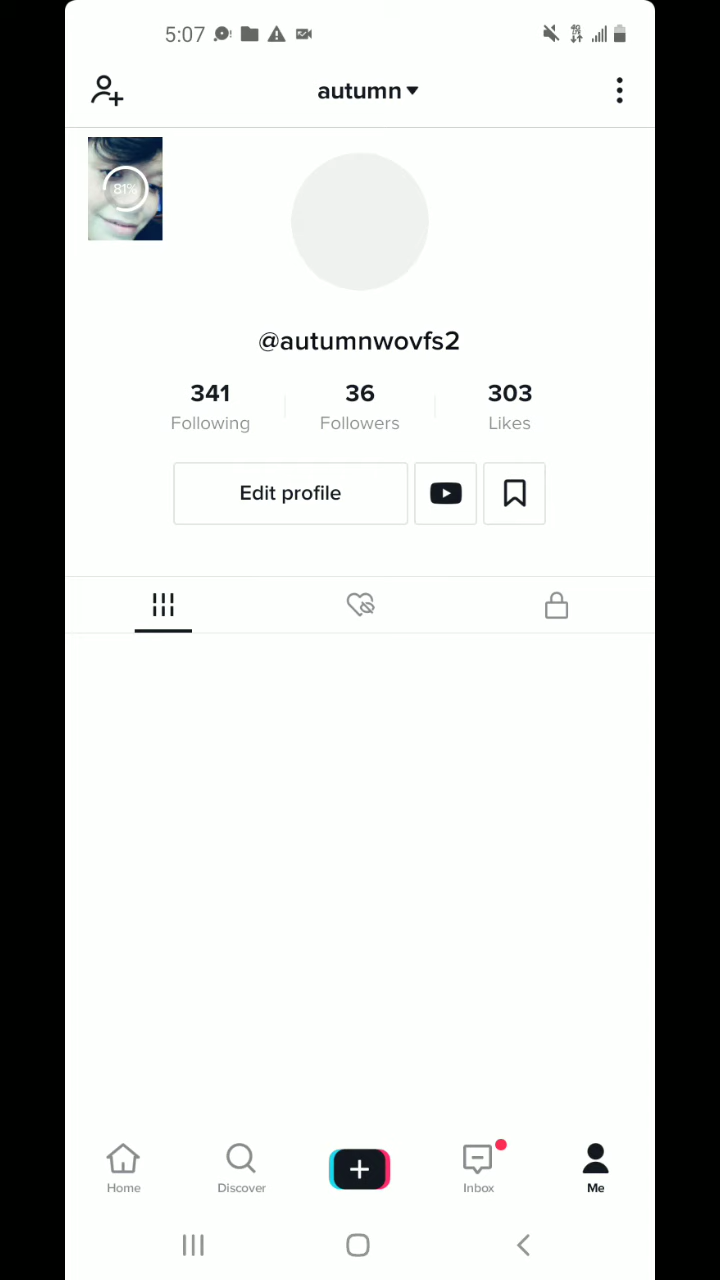 5:07
autumn
81%
@autumnwovfs2
341 36 303
Following Followers Likes
Edit profile
Home Discover Inbox Me